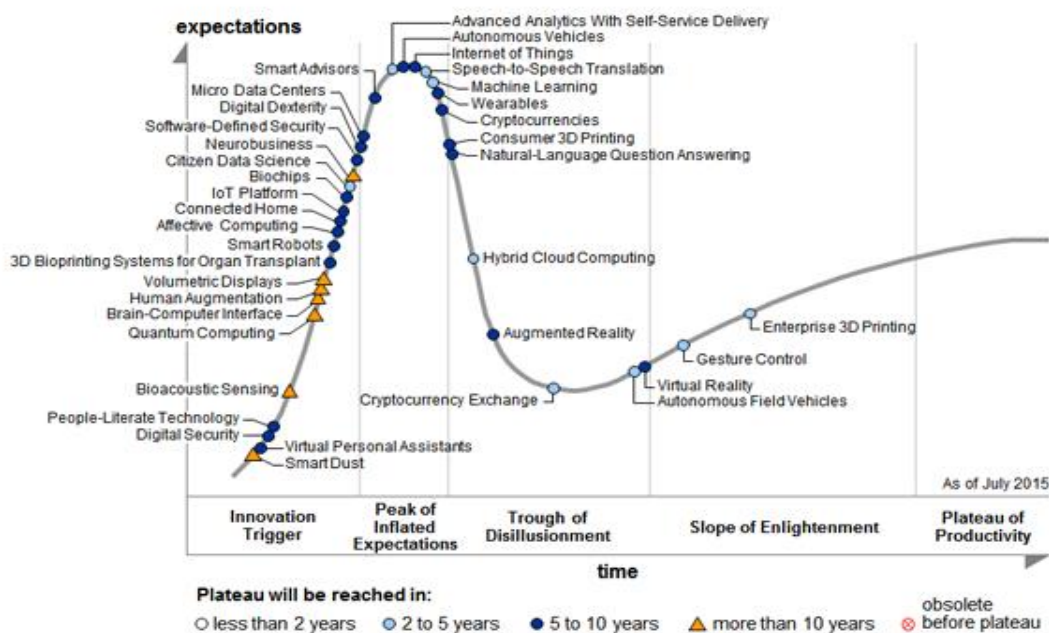 expectations
Advanced Analytics With Self-Service Delivery
Autonomous Vehicles
Internet of Things
Speech-to-Speech Translation
Machine Learning
Wearables
Cryptocurrencies
Consumer 3D Printing
Natural-Language Question Answering
Smart Advisors
Micro Data Centers
Digital Dexterity
Software-Defined Security
Neurobusiness
Citizen Data Science
Biochips
IoT Platform
Connected Home
Affective Computing
Smart Robots
3D Bioprinting Systems for Organ Transplant
Volumetric Displays
Human Augmentation
Brain-Computer Interface
Quantum Computing
Bioacoustic Sensing
People-Literate Technology
Digital Security
Virtual Personal Assistants
Smart Dust
Hybrid Cloud Computing
Augmented Reality
Cryptocurrency Exchange
Enterprise 3D Printing
Gesture Control
Virtual Reality
Autonomous Field Vehicles
As of July 2015
Innovation
Trigger
Peak of
Inflated
Expectations
Trough of
Disillusionment
Slope of Enlightenment
Plateau of
Productivity
time
Plateau will be reached in:
less than 2 years
2 to 5 years
5 to 10 years
more than 10 years
obsolete
before plateau